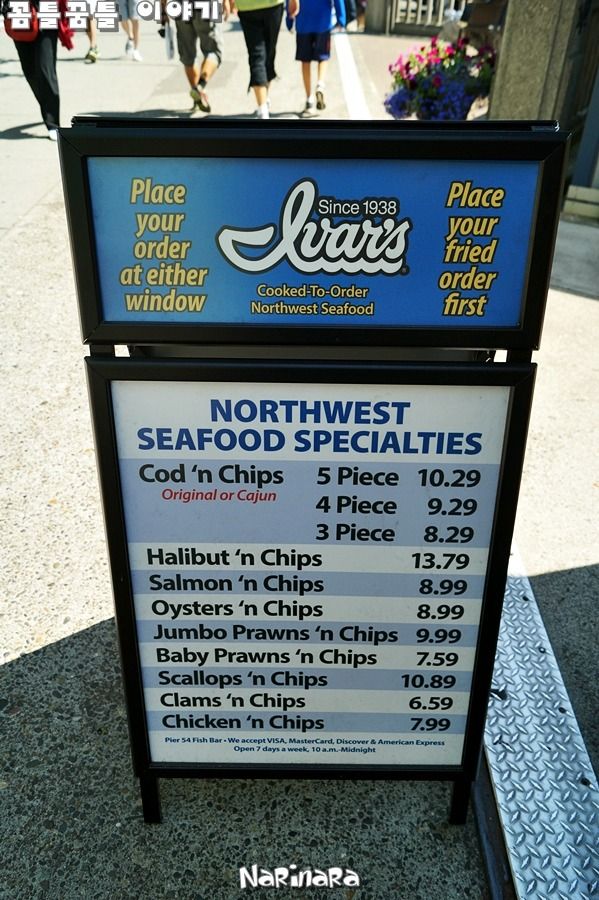 꼼틀꼼틀 이야기
Place
your
order
at either
window
Since 1938
Ivar's
Cooked-To-Order
Northwest Seafood
Place
your
fried
order
first
NORTHWEST
SEAFOOD SPECIALTIES
Cod 'n Chips 5 Piece 10.29
Original or Cajun
4 Piece 9.29
3 Piece 8.29
Halibut 'n Chips 13.79
Salmon 'n Chips 8.99
Oysters 'n Chips 8.99
Jumbo Prawns 'n Chips 9.99
Baby Prawns 'n Chips 7.59
Scallops 'n Chips 10.89
Clams 'n Chips 6.59
Chicken 'n Chips 7.99
Pier 54 Fish Bar • We accept VISA, MasterCard, Discover & American Express
Open 7 days a week, 10 a.m.-Midnight
NaRiNaRa